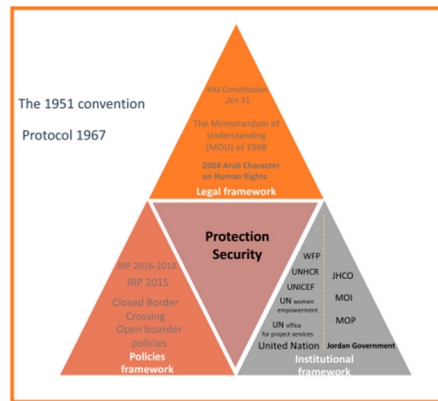 The 1951 convention
Protocol 1967
HKJ Constitution
,Art 31
The Memorandum of
Understanding
(MOU) of 1998
2004 Arab Character
on Human Rights
Legal framework
Protection
Security
JRP 2016-2018
JRP 2015
Closed Border
Crossing
Open boarder
policies
Policies
framework
WFP
UNHCR
UNICEF
UN women
empowerment
UN office
for project services
United Nation
JHCO
MOI
MOP
Jordan Government
Institutional
framework